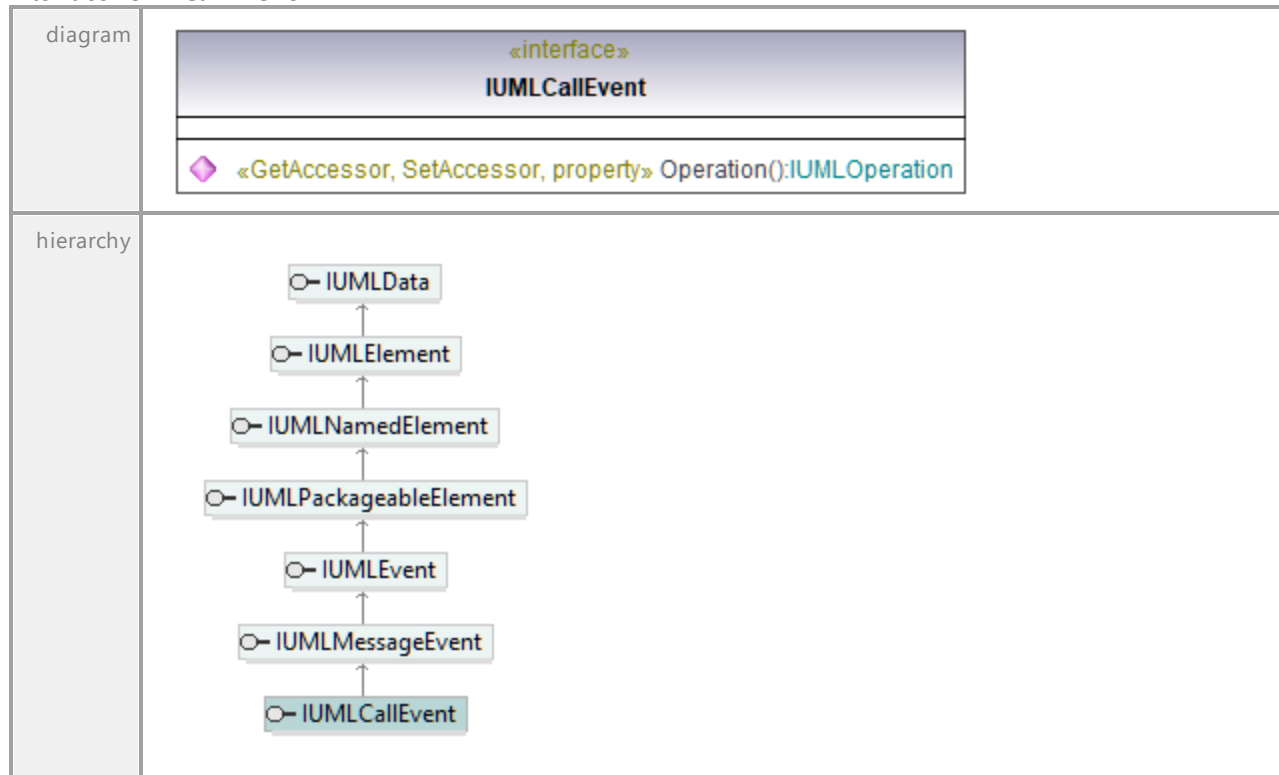 diagram
«interface»
IUMLCallEvent
«GetAccessor, SetAccessor, property» Operation():IUMLOperation
hierarchy
IUMLData
IUMLElement
IUMLNamedElement
IUMLPackageableElement
IUMLEvent
IUMLMessageEvent
IUMLCallEvent